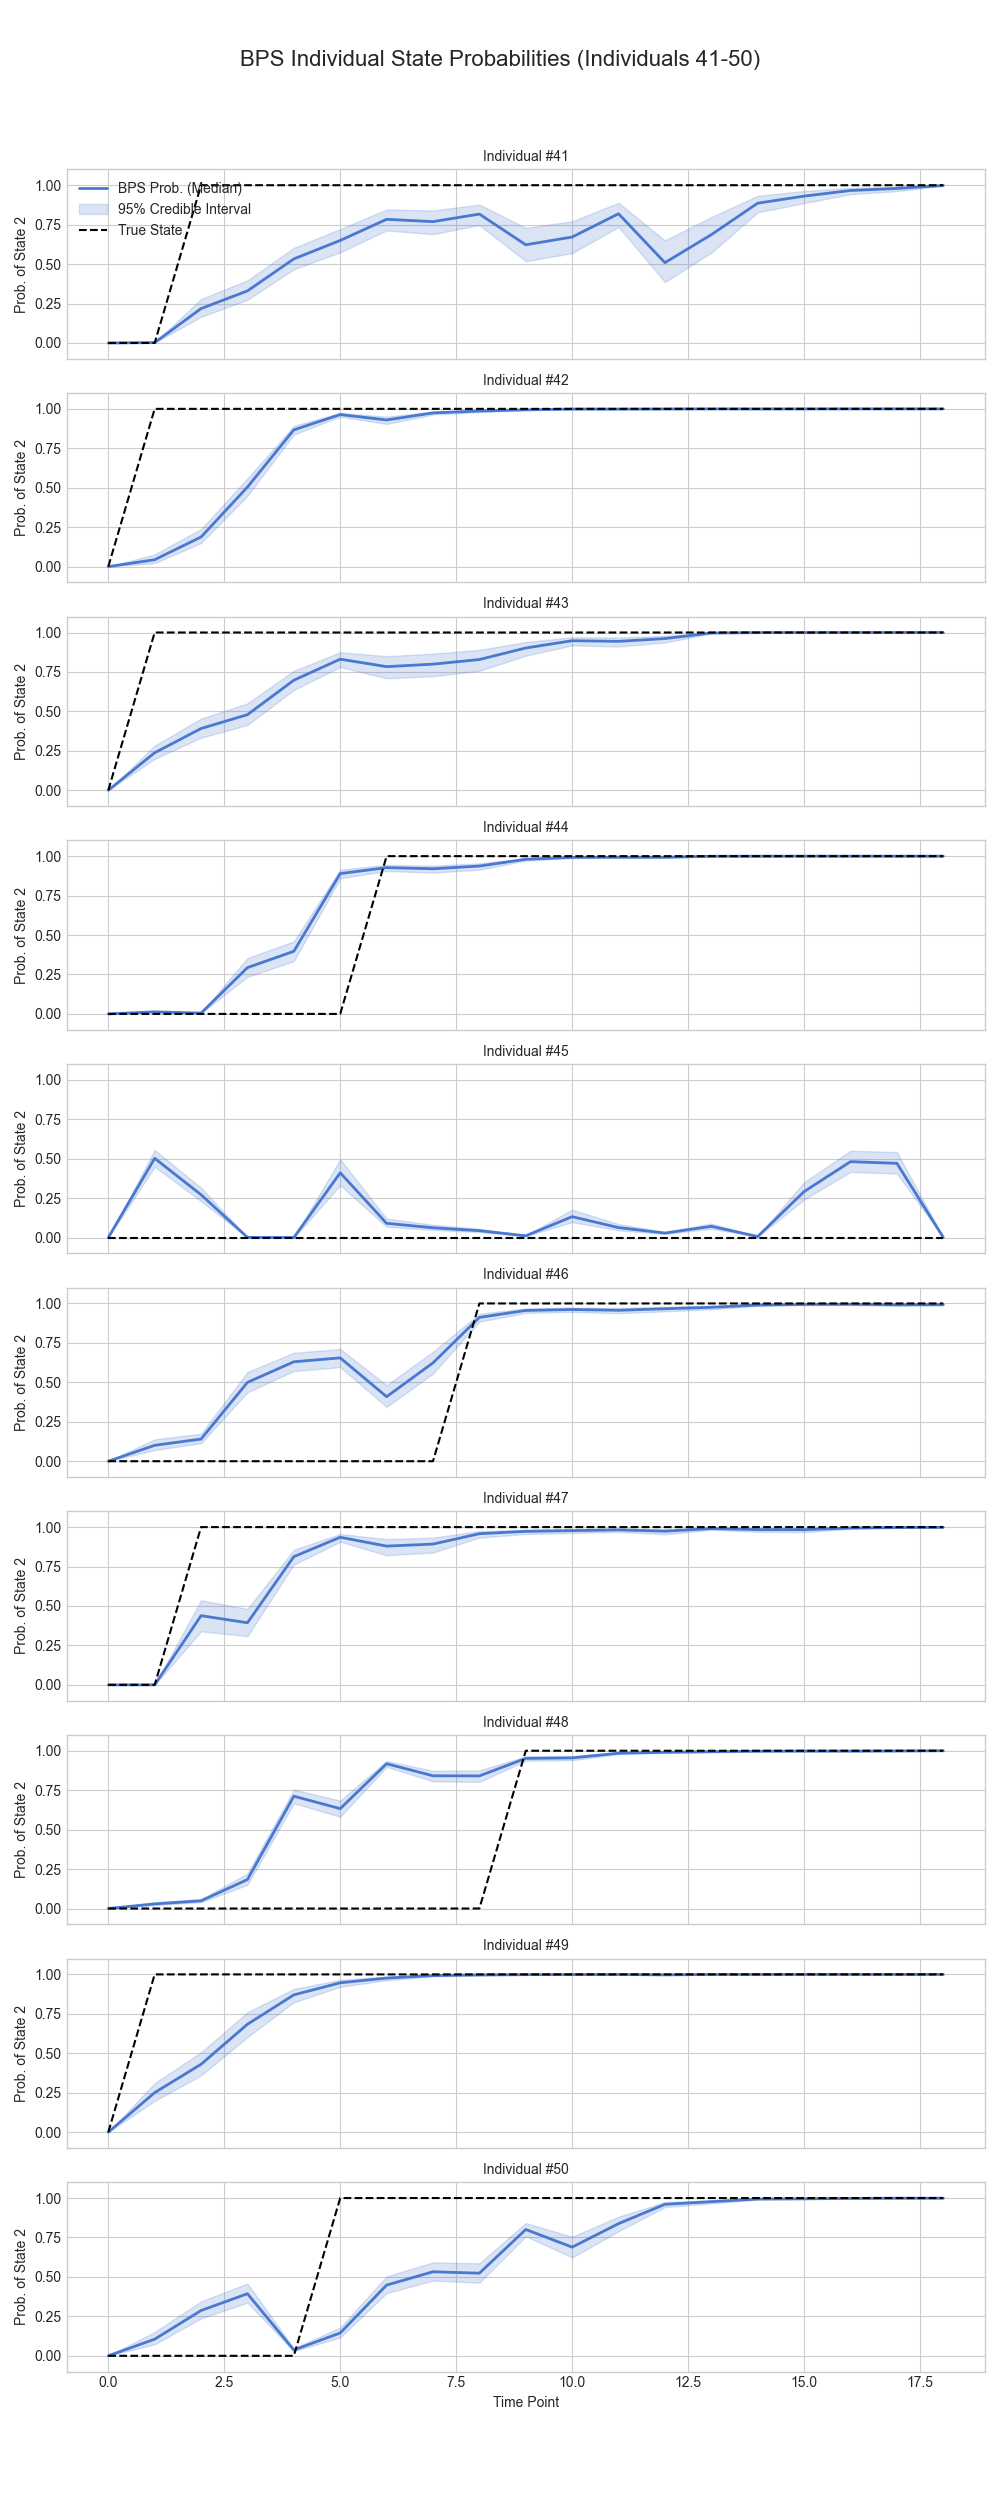 BPS Individual State Probabilities (Individuals 41-50)
Individual #41
BPS Prob. (Median)
95% Credible Interval
True State
Prob. of State 2
1.00
0.75
0.50
0.25
0.00
Individual #42
Prob. of State 2
1.00
0.75
0.50
0.25
0.00
Individual #43
Prob. of State 2
1.00
0.75
0.50
0.25
0.00
Individual #44
Prob. of State 2
1.00
0.75
0.50
0.25
0.00
Individual #45
Prob. of State 2
1.00
0.75
0.50
0.25
0.00
Individual #46
Prob. of State 2
1.00
0.75
0.50
0.25
0.00
Individual #47
Prob. of State 2
1.00
0.75
0.50
0.25
0.00
Individual #48
Prob. of State 2
1.00
0.75
0.50
0.25
0.00
Individual #49
Prob. of State 2
1.00
0.75
0.50
0.25
0.00
Individual #50
Prob. of State 2
1.00
0.75
0.50
0.25
0.00
0.0 2.5 5.0 7.5 10.0 12.5 15.0 17.5
Time Point